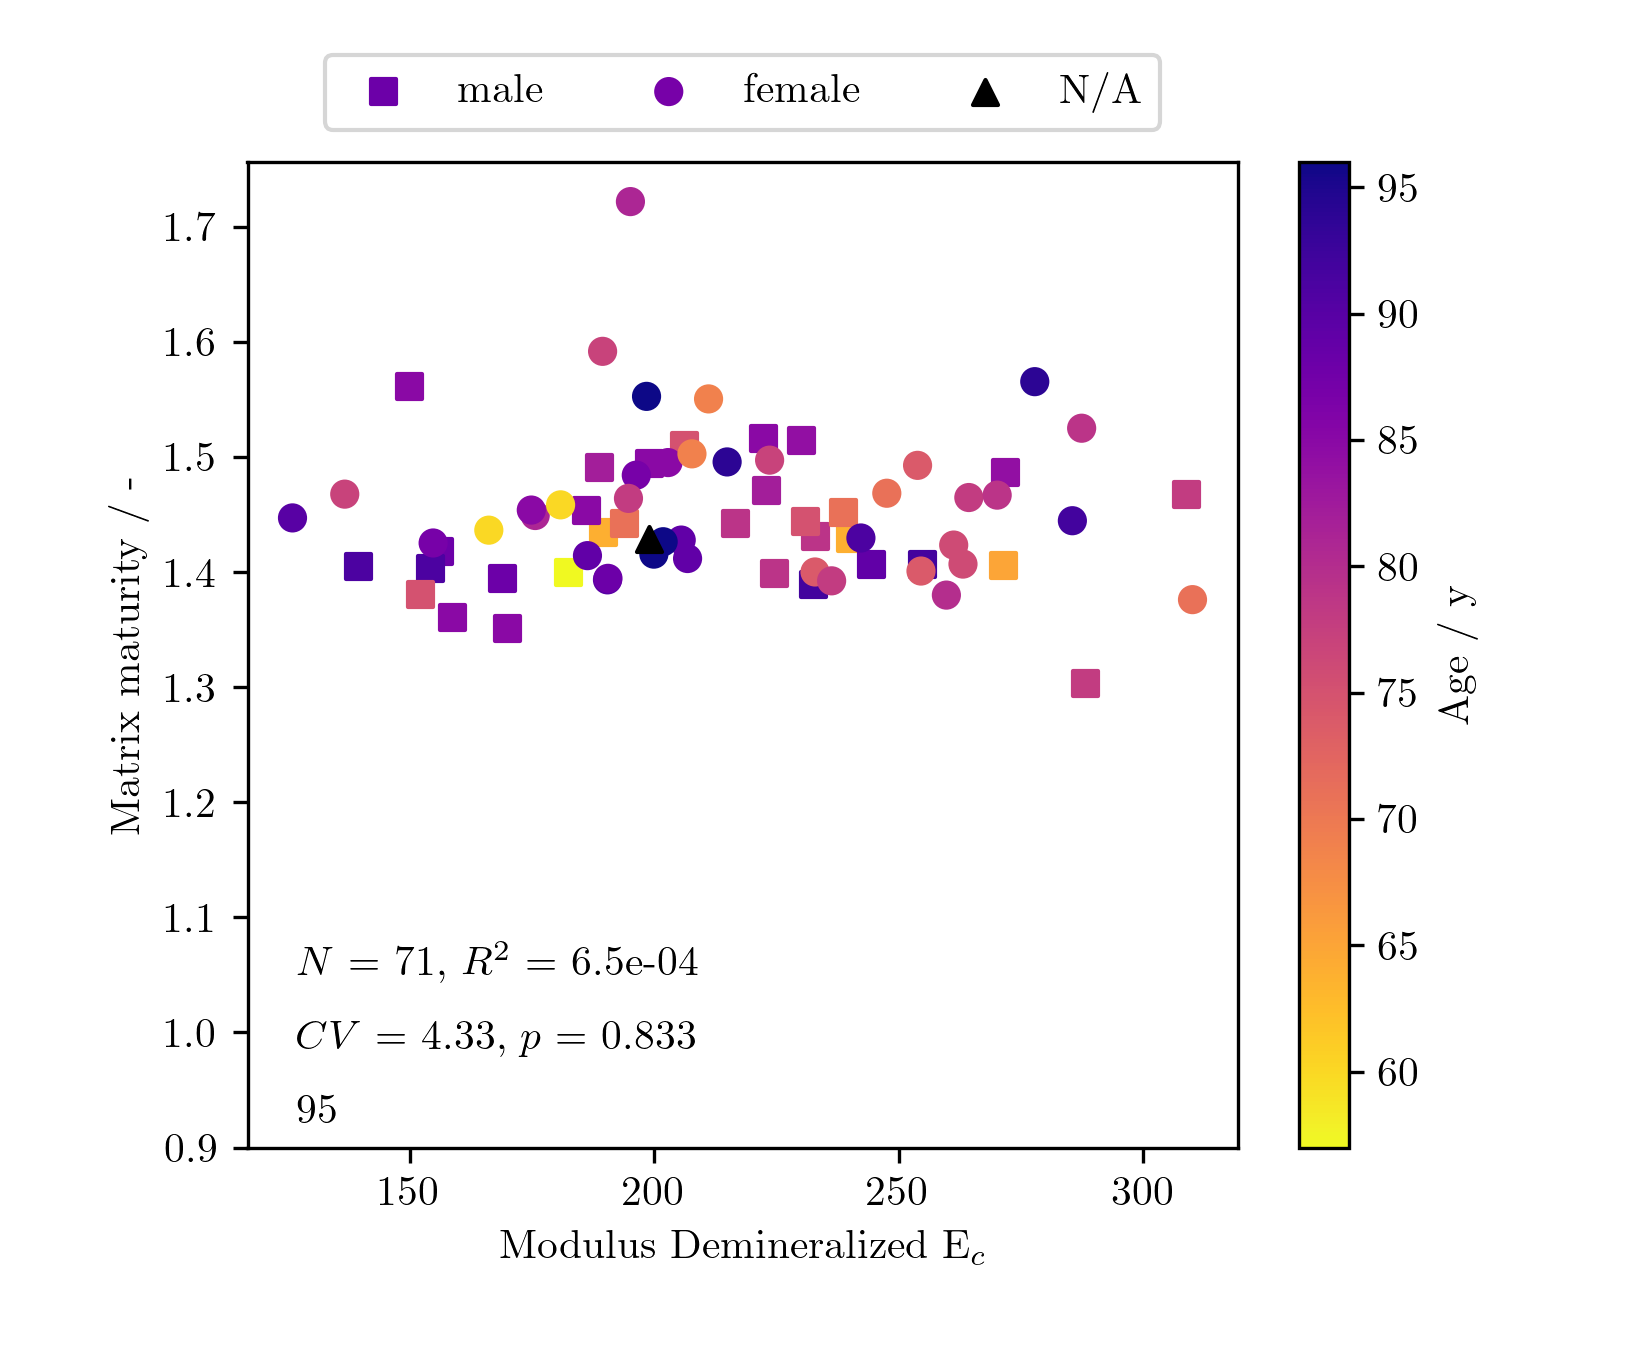 male female N/A
1.7
1.6
1.5
1.4
1.3
1.2
1.1
1.0
0.9
Matrix maturity / -
N = 71, R² = 6.5e-04
CV = 4.33, p = 0.833
95
150 200 250 300
Modulus Demineralized E_c
95
90
85
80
75
70
65
60
Age / y